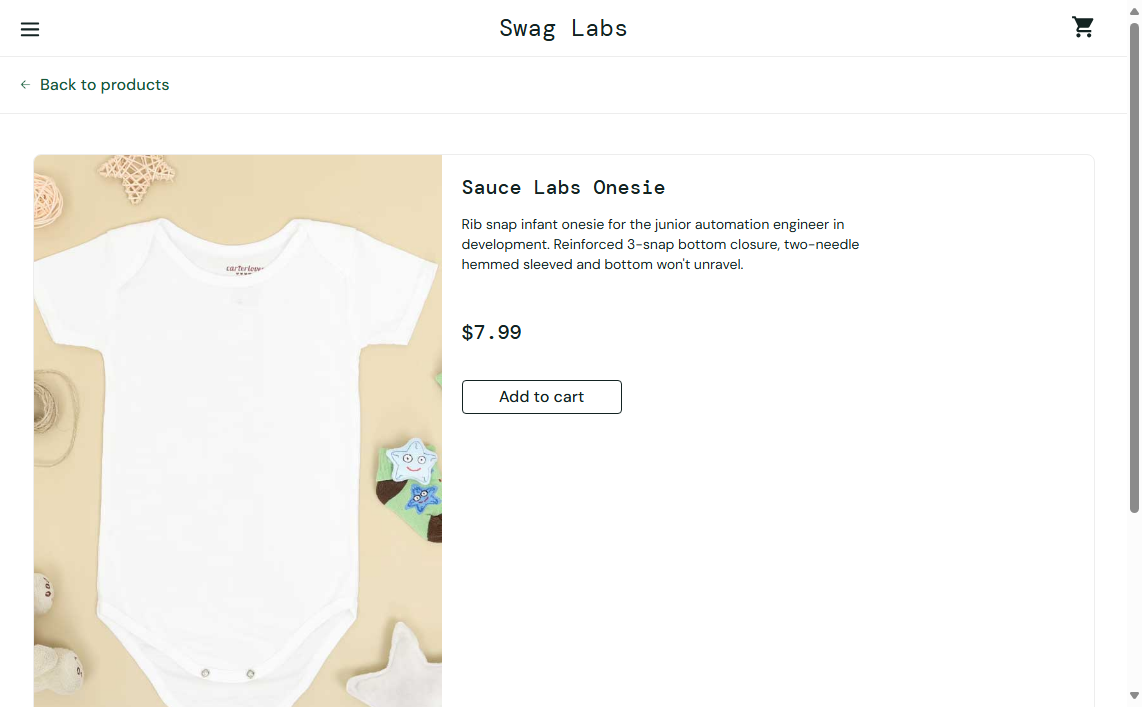 Swag Labs
Back to products
Sauce Labs Onesie
Rib snap infant onesie for the junior automation engineer in
development. Reinforced 3-snap bottom closure, two-needle
hemmed sleeved and bottom won't unravel.
$7.99
Add to cart